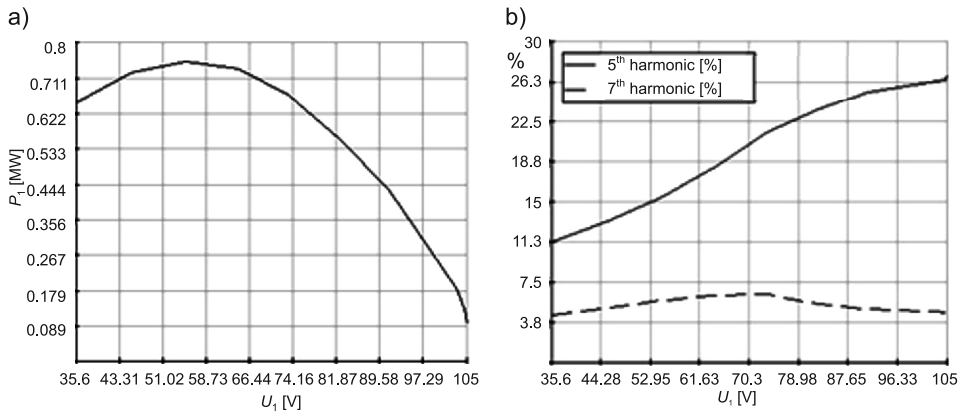 a)
0.8
0.711
0.622
0.533
0.444
0.356
0.267
0.179
0.089
P₁ [MW]
35.6 43.31 51.02 58.73 66.44 74.16 81.87 89.58 97.29 105
U₁ [V]
b)
%
30
26.3
22.5
18.8
15
11.3
7.5
3.8
5th harmonic [%]
7th harmonic [%]
35.6 44.28 52.95 61.63 70.3 78.98 87.65 96.33 105
U₁ [V]